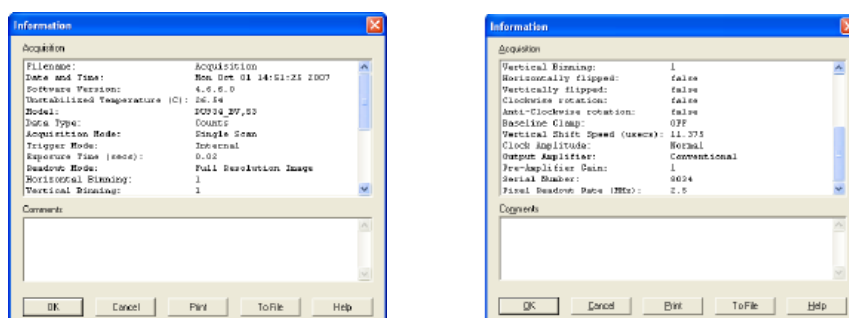 Information
Acquisition
Filename: Acquisition
Date and Time: Mon Oct 01 14:51:25 2007
Software Version: 4.6.6.0
Unstabilized Temperature (C): 26.54
Model:
Data Type: Counts
Acquisition Mode: Single Scan
Trigger Mode: Internal
Exposure Time (secs): 0.02
Readout Mode: Full Resolution Image
Horizontal Binning: 1
Vertical Binning: 1
Comments
OK Cancel Print To File Help
Information
Acquisition
Vertical Binning: 1
Horizontally flipped: false
Vertically flipped: false
Clockwise rotation: false
Anti-Clockwise rotation: false
Baseline Clamp: OFF
Vertical Shift Speed (usecs): 11.375
Clock Amplitude: Normal
Output Amplifier: Conventional
Pre-Amplifier Gain: 1
Serial Number: 9024
Pixel Readout Rate (MHz): 2.5
Comments
OK Cancel Print To File Help